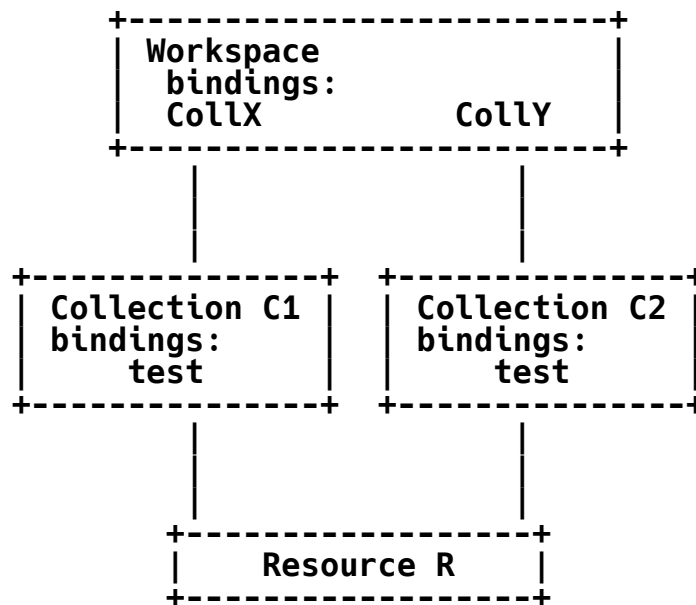 +-------------------------+
| Workspace               |
|  bindings:              |
|  CollX          CollY   |
+-------------------------+
    |                 |
    |                 |
    |                 |
+---------------+  +---------------+
| Collection C1 |  | Collection C2 |
| bindings:     |  | bindings:     |
|     test      |  |     test      |
+---------------+  +---------------+
    |                 |
    |                 |
    |                 |
+------------------+
|    Resource R    |
+------------------+